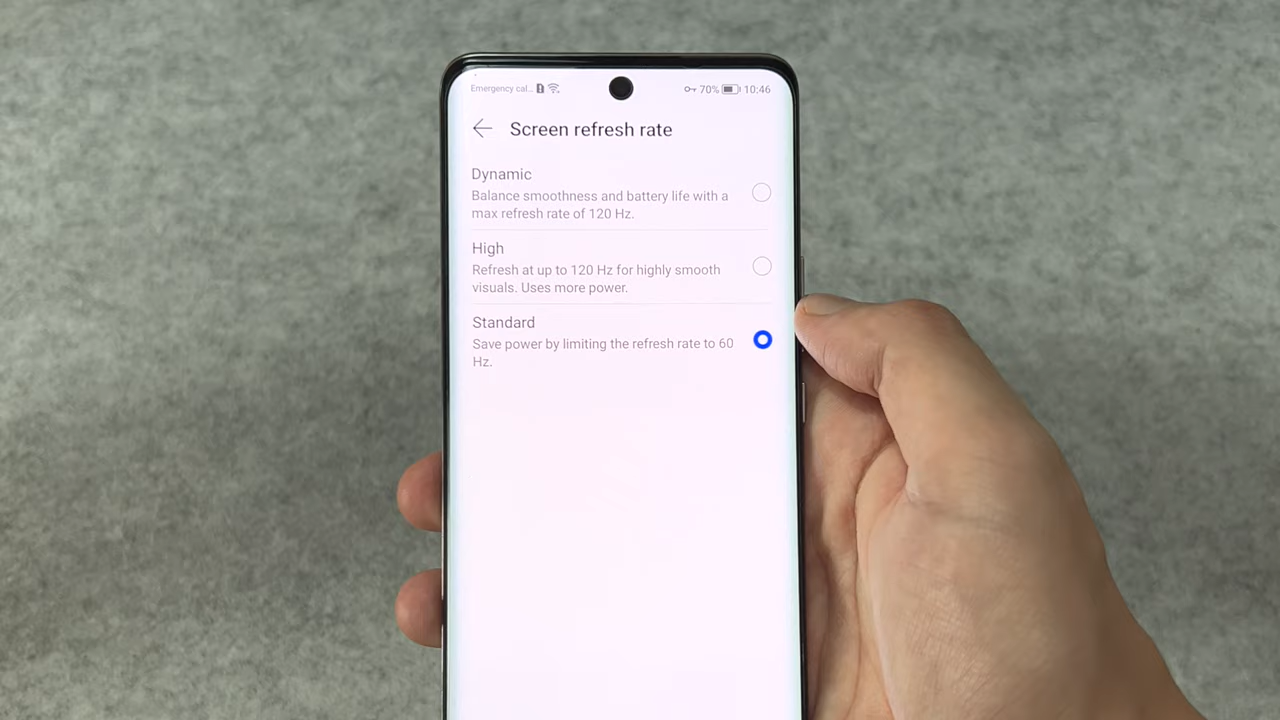 Emergency cal... 70% 10:46
Screen refresh rate
Dynamic
Balance smoothness and battery life with a
max refresh rate of 120 Hz.
High
Refresh at up to 120 Hz for highly smooth
visuals. Uses more power.
Standard
Save power by limiting the refresh rate to 60
Hz.